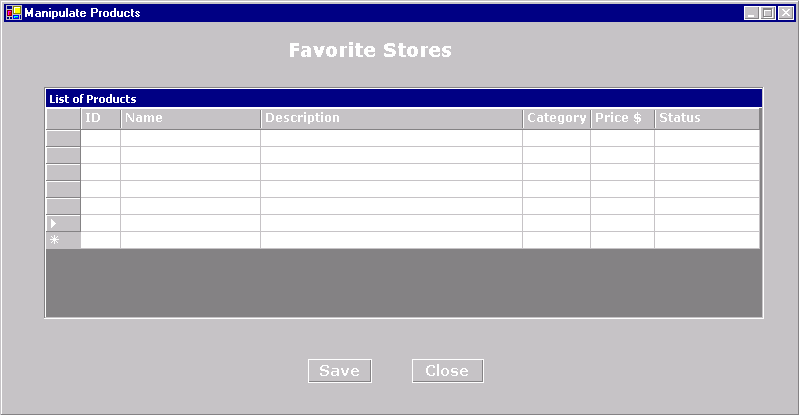 Manipulate Products
Favorite Stores
List of Products
ID Name Description Category Price $ Status
Save Close